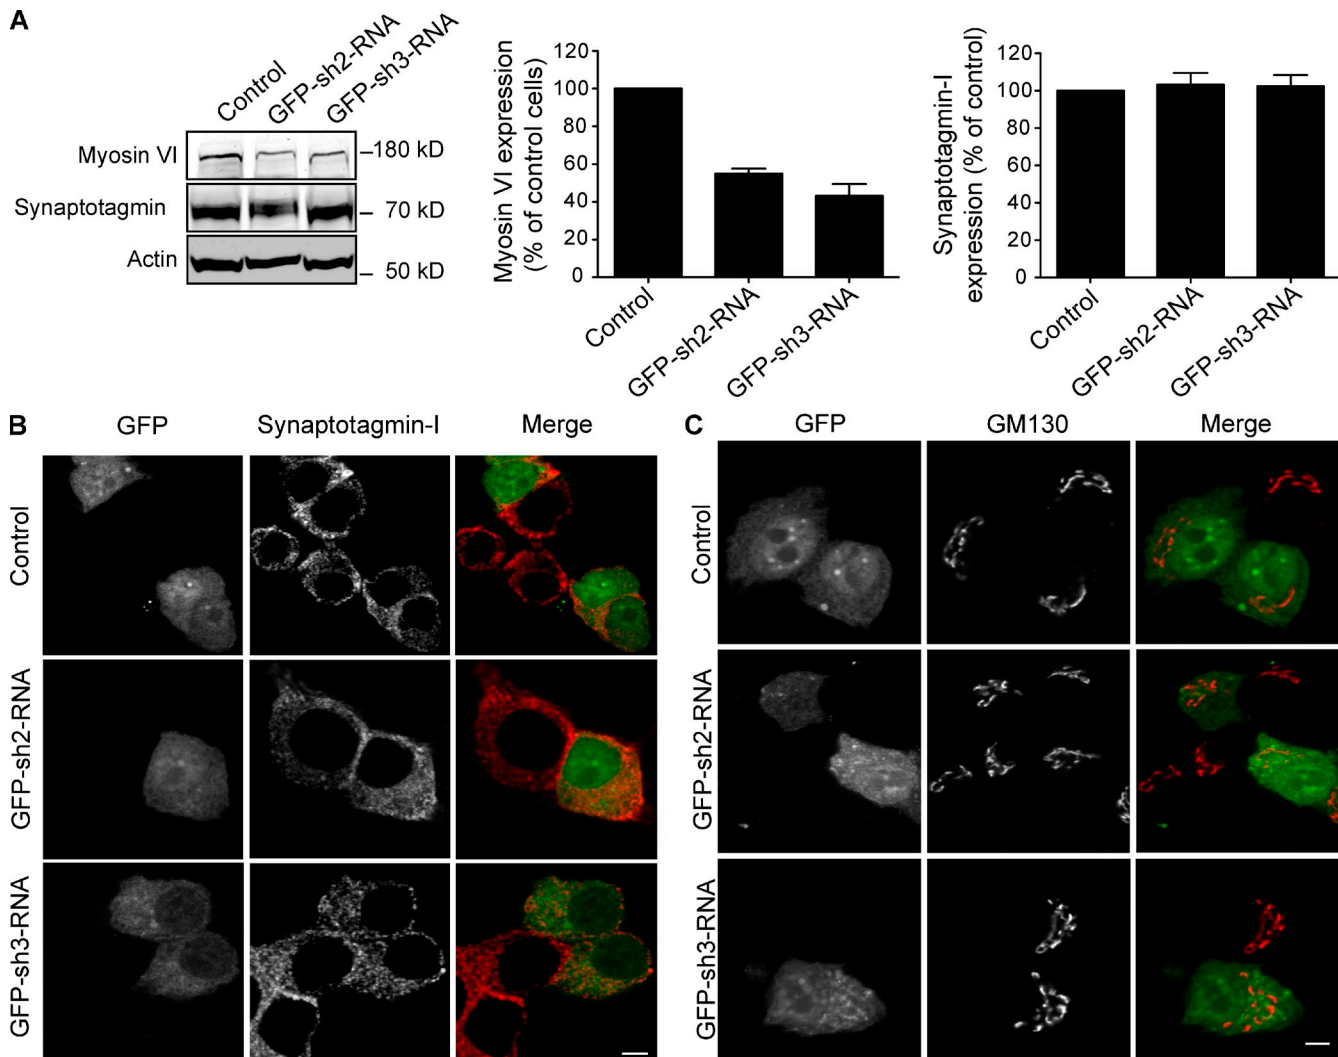 A
Control
GFP-sh2-RNA
GFP-sh3-RNA
Myosin VI
180 kD
Synaptotagmin
70 kD
Actin
50 kD
Myosin VI expression
(% of control cells)
120
100
80
60
40
20
0
Control
GFP-sh2-RNA
GFP-sh3-RNA
Synaptotagmin-I
expression (% of control)
120
100
80
60
40
20
0
Control
GFP-sh2-RNA
GFP-sh3-RNA
B
GFP
Synaptotagmin-I
Merge
Control
GFP-sh2-RNA
GFP-sh3-RNA
C
GFP
GM130
Merge
Control
GFP-sh2-RNA
GFP-sh3-RNA